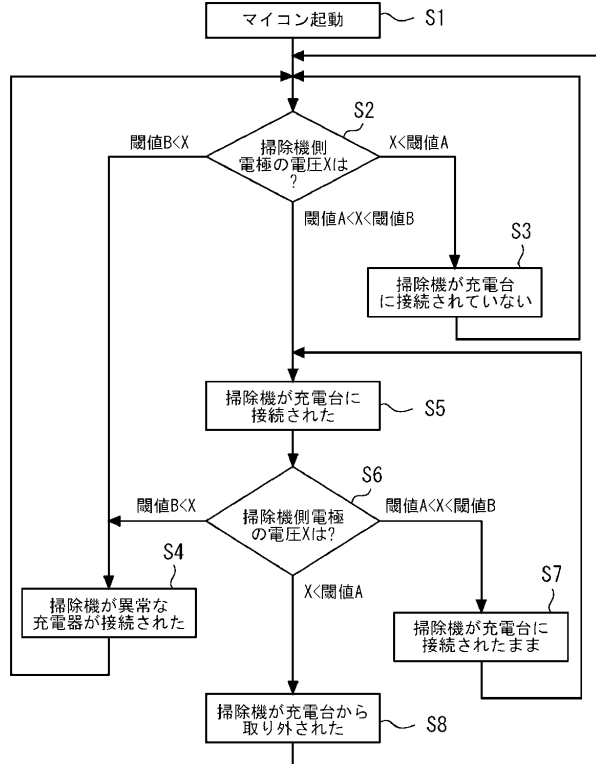 マイコン起動
S1
S2
閾値B<X
掃除機側
電極の電圧Xは
?
X<閾値A
閾値A<X<閾値B
S3
掃除機が充電台
に接続されていない
掃除機が充電台に
接続された
S5
S6
閾値B<X
掃除機側電極
の電圧Xは?
閾値A<X<閾値B
S4
掃除機が異常な
充電器が接続された
X<閾値A
S7
掃除機が充電台に
接続されたまま
掃除機が充電台から
取り外された
S8